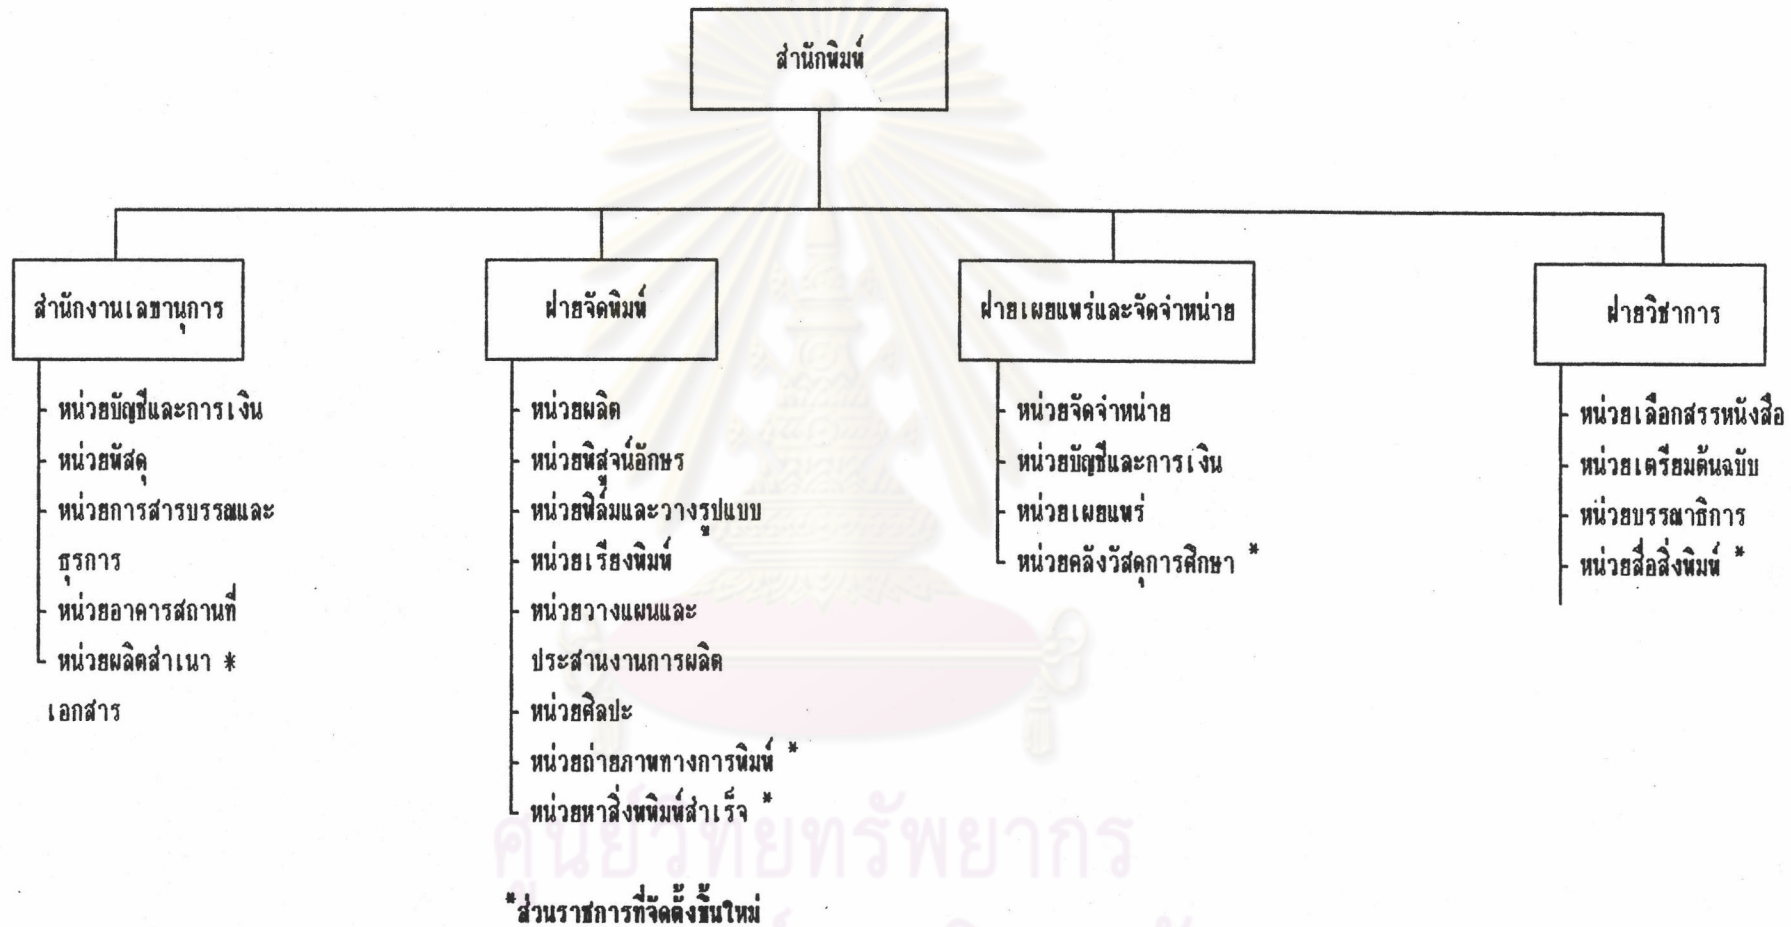 สำนักพิมพ์
สำนักงานเลขานุการ
- หน่วยบัญชีและการเงิน
- หน่วยพัสดุ
- หน่วยการสารบรรณและ
ธุรการ
- หน่วยอาคารสถานที่
- หน่วยผลิตสำเนา *
เอกสาร
ฝ่ายจัดพิมพ์
- หน่วยผลิต
- หน่วยพิสูจน์อักษร
- หน่วยฟิล์มและวางรูปแบบ
- หน่วยเรียงพิมพ์
- หน่วยวางแผนและ
ประสานงานการผลิต
- หน่วยศิลปะ
- หน่วยถ่ายภาพทางการพิมพ์ *
- หน่วยหาสิ่งพพิมพ์สำเร็จ *
ฝ่ายเผยแพร่และจัดจำหน่าย
- หน่วยจัดจำหน่าย
- หน่วยบัญชีและการเงิน
- หน่วยเผยแพร่
- หน่วยคลังวัสดุการศึกษา *
ฝ่ายวิชาการ
- หน่วยเลือกสรรหนังสือ
- หน่วยเตรียมต้นฉบับ
- หน่วยบรรณาธิการ
- หน่วยสื่อสิ่งพิมพ์ *
ศูนย์วิทยทรัพยากร
*ส่วนราชการที่จัดตั้งขึ้นใหม่